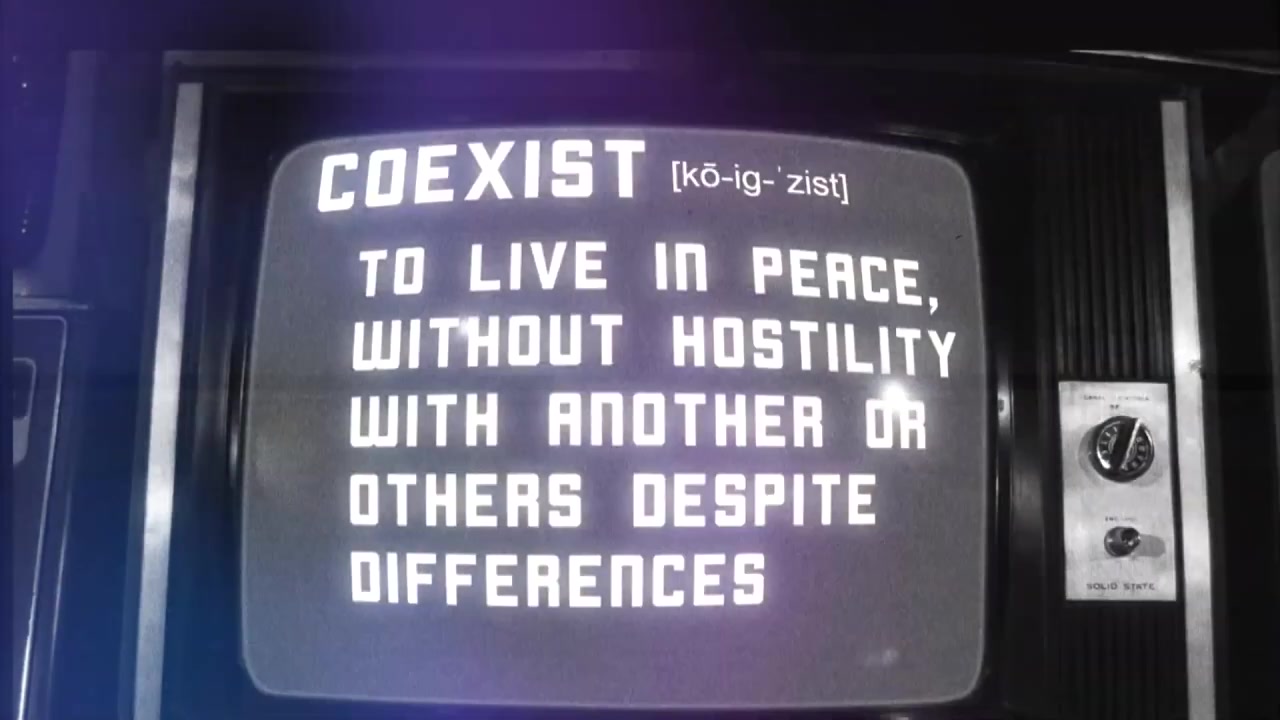 COEXIST [kō-ig-ˈzist]
TO LIVE IN PEACE,
WITHOUT HOSTILITY
WITH ANOTHER OR
OTHERS DESPITE
DIFFERENCES
SOLID STATE